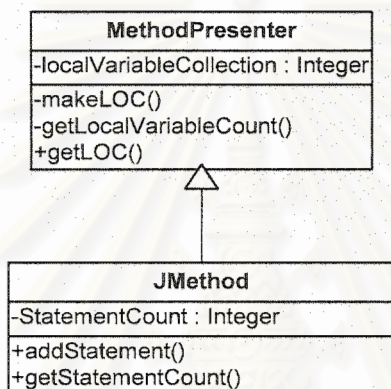 MethodPresenter
-localVariableCollection : Integer
-makeLOC()
-getLocalVariableCount()
+getLOC()
JMethod
-StatementCount : Integer
+addStatement()
+getStatementCount()